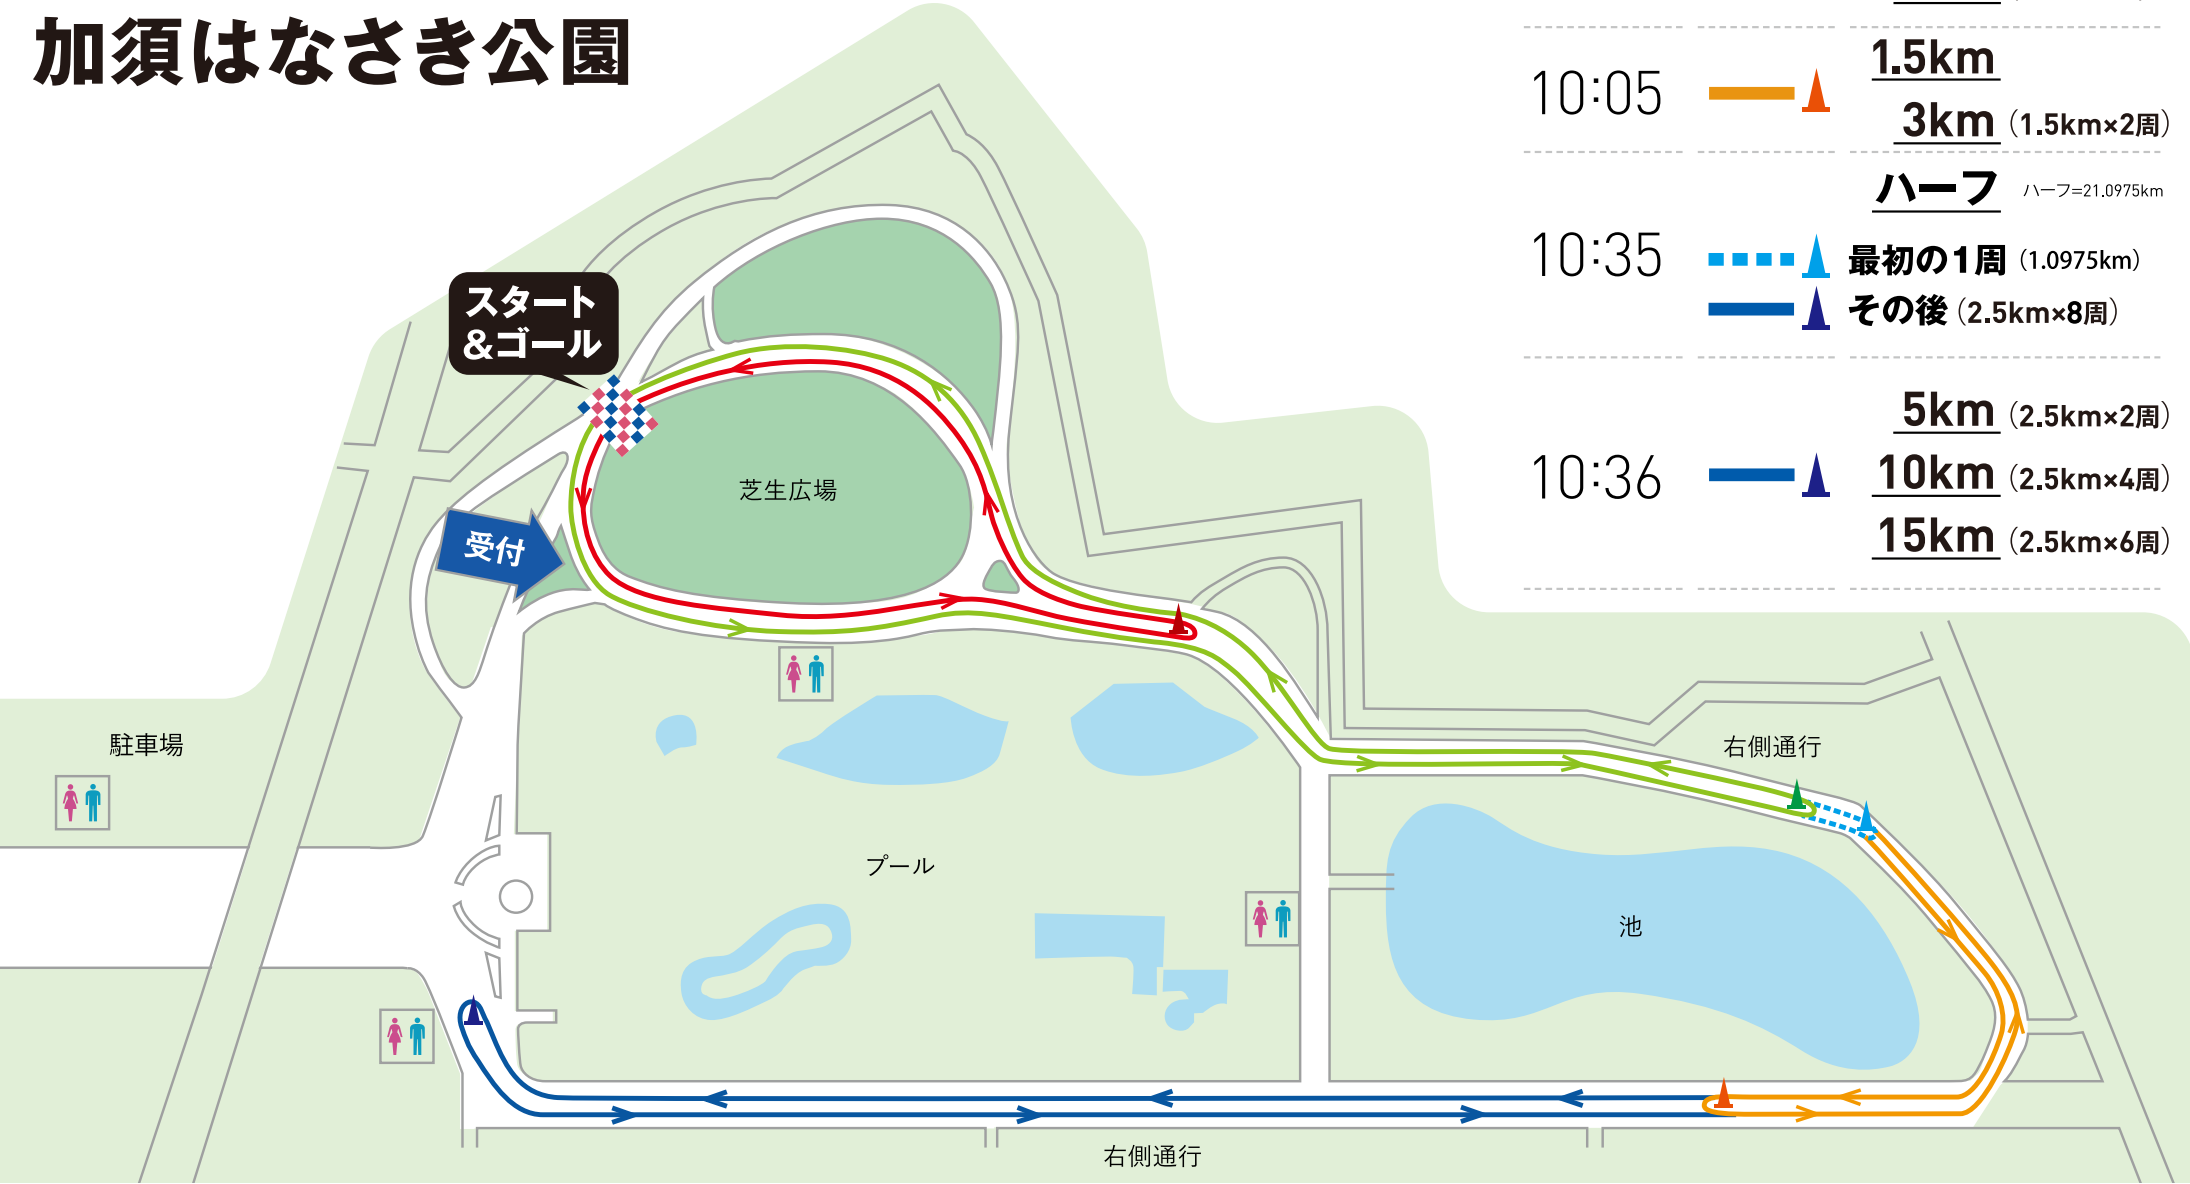 加須はなさき公園
10:05
1.5km
3km（1.5km×2周）
ハーフ ハーフ=21.0975km
10:35
最初の1周（1.0975km）
その後（2.5km×8周）
10:36
5km（2.5km×2周）
10km（2.5km×4周）
15km（2.5km×6周）
スタート
&ゴール
芝生広場
受付
駐車場
右側通行
プール
池
右側通行